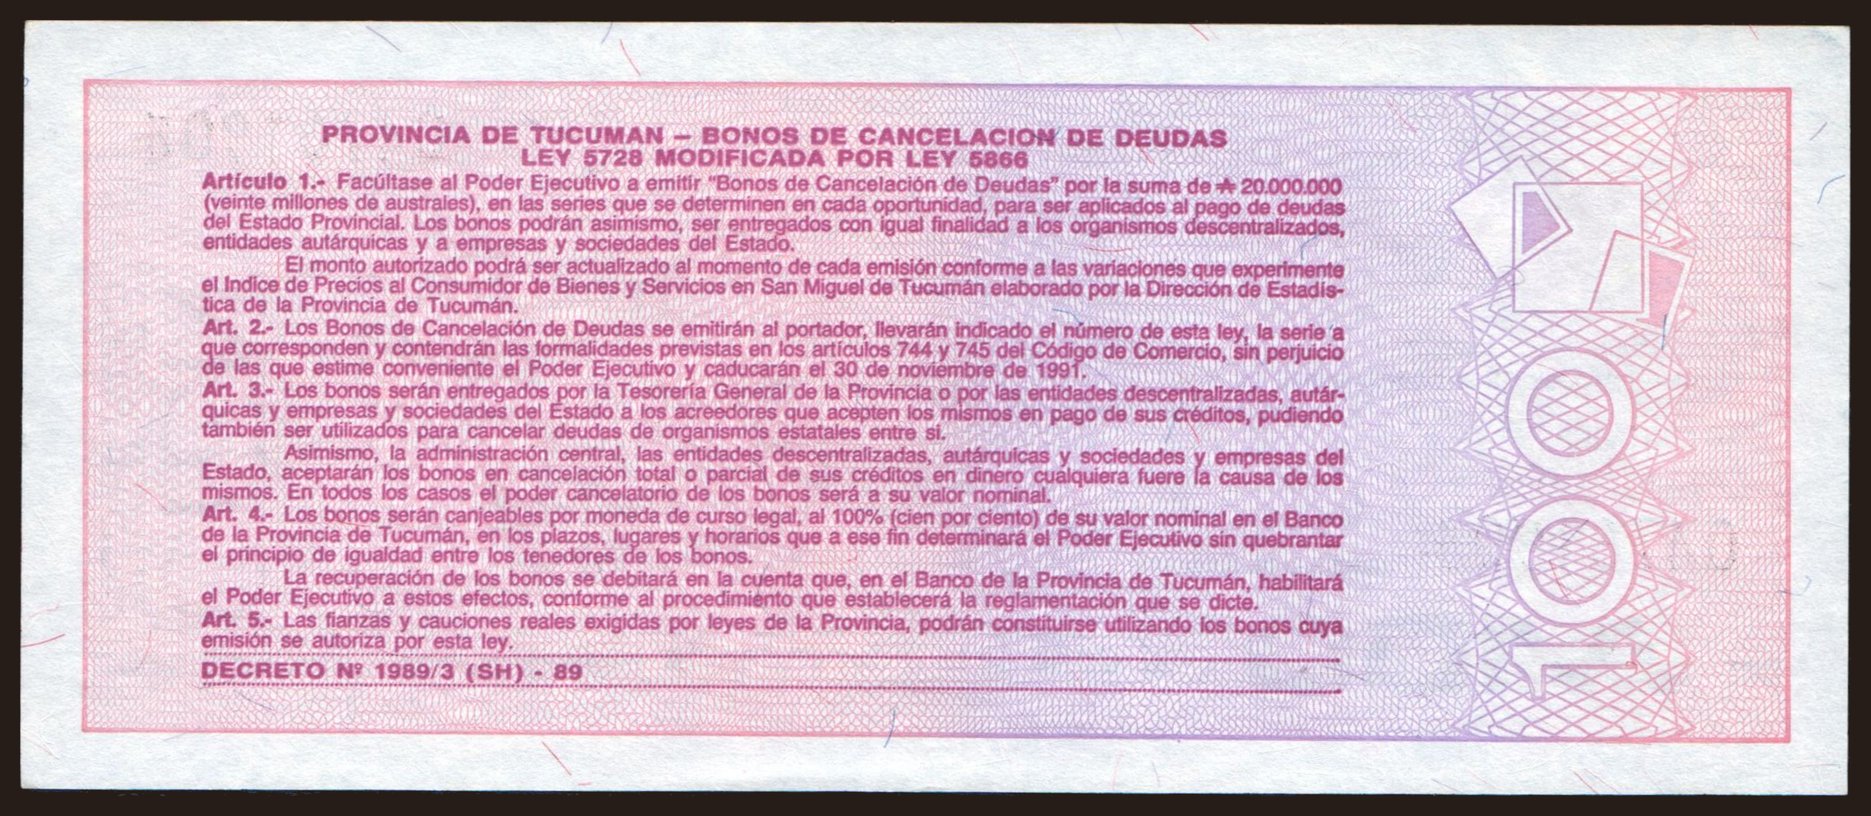 PROVINCIA DE TUCUMAN – BONOS DE CANCELACION DE DEUDAS
LEY 5728 MODIFICADA POR LEY 5866
Artículo 1.- Facúltase al Poder Ejecutivo a emitir "Bonos de Cancelación de Deudas" por la suma de ₳ 20.000.000
(veinte millones de australes), en las series que se determinen en cada oportunidad, para ser aplicados al pago de deudas
del Estado Provincial. Los bonos podrán asimismo, ser entregados con igual finalidad a los organismos descentralizados,
entidades autárquicas y a empresas y sociedades del Estado.
El monto autorizado podrá ser actualizado al momento de cada emisión conforme a las variaciones que experimente
el Indice de Precios al Consumidor de Bienes y Servicios en San Miguel de Tucumán elaborado por la Dirección de Estadís-
tica de la Provincia de Tucumán.
Art. 2.- Los Bonos de Cancelación de Deudas se emitirán al portador, llevarán indicado el número de esta ley, la serie a
que corresponden y contendrán las formalidades previstas en los artículos 744 y 745 del Código de Comercio, sin perjuicio
de las que estime conveniente el Poder Ejecutivo y caducarán el 30 de noviembre de 1991.
Art. 3.- Los bonos serán entregados por la Tesorería General de la Provincia o por las entidades descentralizadas, autár-
quicas y empresas y sociedades del Estado a los acreedores que acepten los mismos en pago de sus créditos, pudiendo
también ser utilizados para cancelar deudas de organismos estatales entre sí.
Asimismo, la administración central, las entidades descentralizadas, autárquicas y sociedades y empresas del
Estado, aceptarán los bonos en cancelación total o parcial de sus créditos en dinero cualquiera fuere la causa de los
mismos. En todos los casos el poder cancelatorio de los bonos será a su valor nominal.
Art. 4.- Los bonos serán canjeables por moneda de curso legal, al 100% (cien por ciento) de su valor nominal en el Banco
de la Provincia de Tucumán, en los plazos, lugares y horarios que a ese fin determinará el Poder Ejecutivo sin quebrantar
el principio de igualdad entre los tenedores de los bonos.
La recuperación de los bonos se debitará en la cuenta que, en el Banco de la Provincia de Tucumán, habilitará
el Poder Ejecutivo a estos efectos, conforme al procedimiento que establecerá la reglamentación que se dicte.
Art. 5.- Las fianzas y cauciones reales exigidas por leyes de la Provincia, podrán constituirse utilizando los bonos cuya
emisión se autoriza por esta ley.
DECRETO Nº 1989/3 (SH) - 89
100